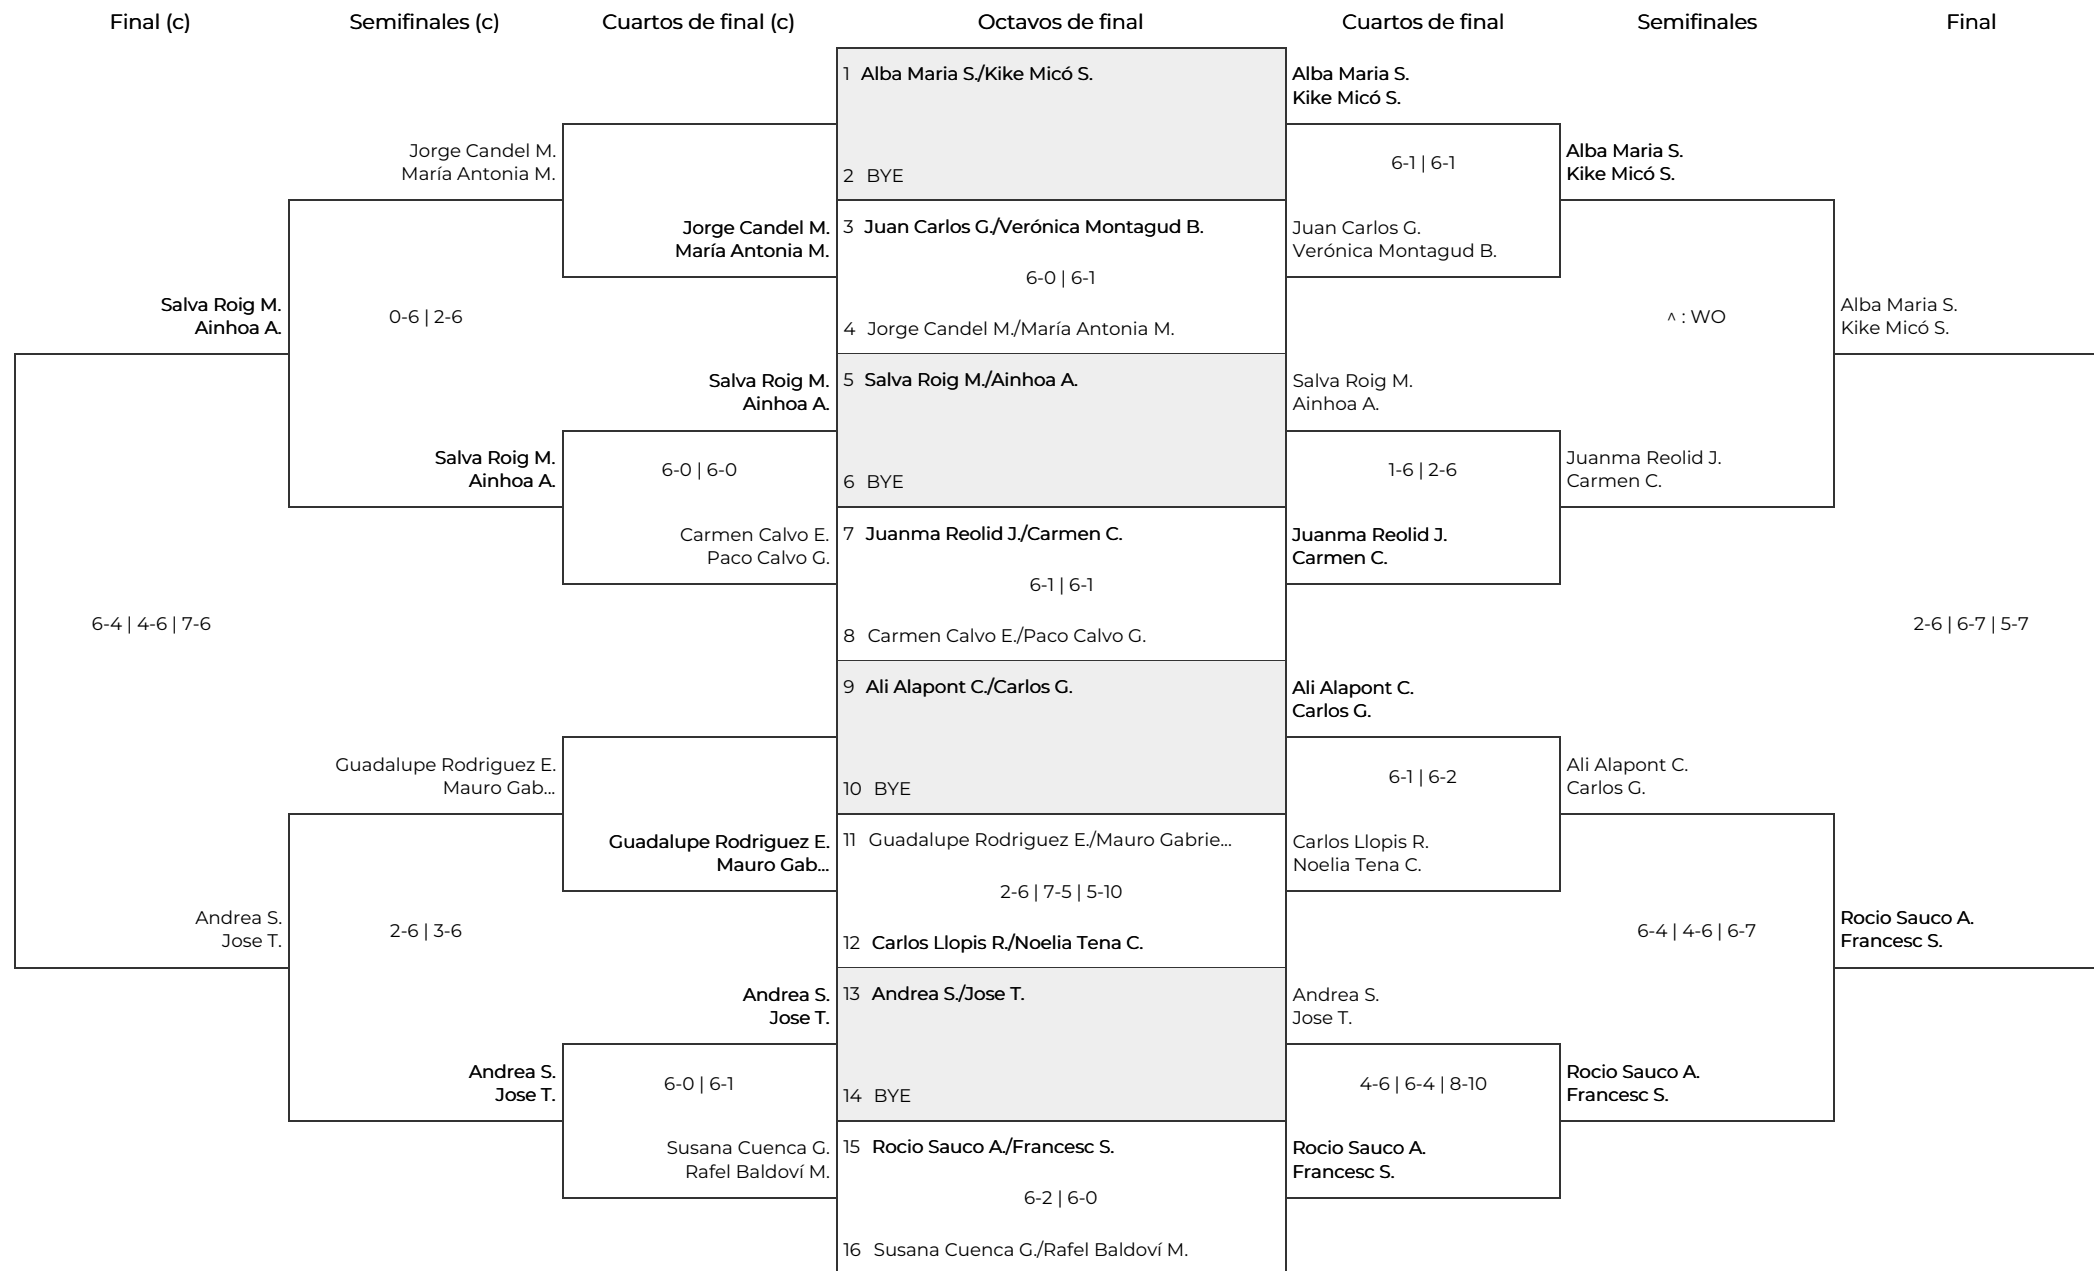 Final (c)
Semifinales (c)
Cuartos de final (c)
Octavos de final
Cuartos de final
Semifinales
Final
1 Alba Maria S./Kike Micó S.
2 BYE
3 Juan Carlos G./Verónica Montagud B.
6-0 | 6-1
4 Jorge Candel M./María Antonia M.
5 Salva Roig M./Ainhoa A.
6 BYE
7 Juanma Reolid J./Carmen C.
6-1 | 6-1
8 Carmen Calvo E./Paco Calvo G.
9 Ali Alapont C./Carlos G.
10 BYE
11 Guadalupe Rodriguez E./Mauro Gabrie...
2-6 | 7-5 | 5-10
12 Carlos Llopis R./Noelia Tena C.
13 Andrea S./Jose T.
14 BYE
15 Rocio Sauco A./Francesc S.
6-2 | 6-0
16 Susana Cuenca G./Rafel Baldoví M.
Alba Maria S.
Kike Micó S.
6-1 | 6-1
Juan Carlos G.
Verónica Montagud B.
Salva Roig M.
Ainhoa A.
1-6 | 2-6
Juanma Reolid J.
Carmen C.
Ali Alapont C.
Carlos G.
6-1 | 6-2
Carlos Llopis R.
Noelia Tena C.
Andrea S.
Jose T.
4-6 | 6-4 | 8-10
Rocio Sauco A.
Francesc S.
Alba Maria S.
Kike Micó S.
^ : WO
Juanma Reolid J.
Carmen C.
Ali Alapont C.
Carlos G.
6-4 | 4-6 | 6-7
Rocio Sauco A.
Francesc S.
Alba Maria S.
Kike Micó S.
2-6 | 6-7 | 5-7
Rocio Sauco A.
Francesc S.
Jorge Candel M.
María Antonia M.
Salva Roig M.
Ainhoa A.
6-0 | 6-0
Carmen Calvo E.
Paco Calvo G.
Guadalupe Rodriguez E.
Mauro Gab...
Andrea S.
Jose T.
6-0 | 6-1
Susana Cuenca G.
Rafel Baldoví M.
Jorge Candel M.
María Antonia M.
0-6 | 2-6
Salva Roig M.
Ainhoa A.
Guadalupe Rodriguez E.
Mauro Gab...
2-6 | 3-6
Andrea S.
Jose T.
Salva Roig M.
Ainhoa A.
6-4 | 4-6 | 7-6
Andrea S.
Jose T.